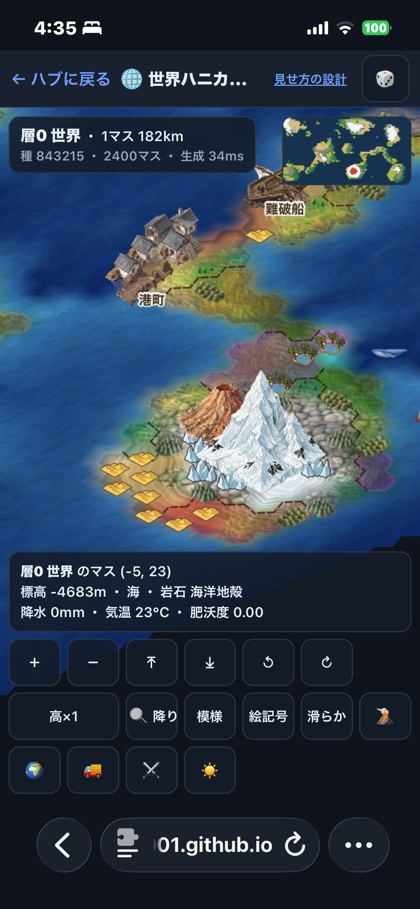 4:35
100
← ハブに戻る 世界ハニカ... 見せ方の設計
層0 世界 ・ 1マス 182km
種 843215 ・ 2400マス ・ 生成 34ms
難破船
港町
層0 世界 のマス (-5, 23)
標高 -4683m ・ 海 ・ 岩石 海洋地殻
降水 0mm ・ 気温 23°C ・ 肥沃度 0.00
+ −
高×1 降り 模様 絵記号 滑らか
01.github.io